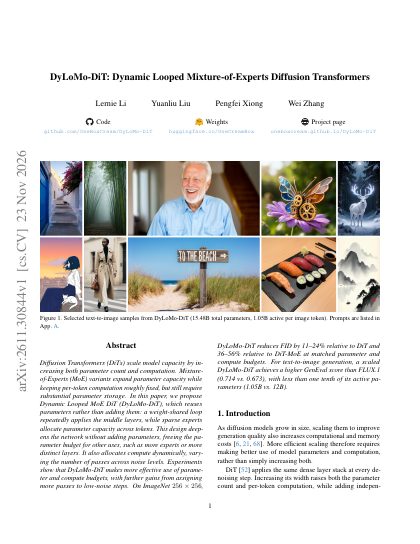 DyLoMo-DiT: Dynamic Looped Mixture-of-Experts Diffusion Transformers
Lemie Li Yuanliu Liu Pengfei Xiong Wei Zhang
Code Weights Project page
arXiv:2611.30844v1 [cs.CV] 23 Nov 2026
TO THE BEACH
Figure 1. Selected text-to-image samples from DyLoMo-DiT (15.48B total parameters, 1.05B active per image token). Prompts are listed in
App. A.
Abstract
Diffusion Transformers (DiTs) scale model capacity by in-
creasing both parameter count and computation. Mixture-
of-Experts (MoE) variants expand parameter capacity while
keeping per-token computation roughly fixed, but still require
substantial parameter storage. In this paper, we propose
Dynamic Looped MoE DiT (DyLoMo-DiT), which reuses
parameters rather than adding them: a weight-shared loop
repeatedly applies the middle layers, while sparse experts
allocate parameter capacity across tokens. This design deep-
ens the network without adding parameters, freeing the pa-
rameter budget for other uses, such as more experts or more
distinct layers. It also allocates compute dynamically, vary-
ing the number of passes across noise levels. Experiments
show that DyLoMo-DiT makes more effective use of parame-
ter and compute budgets, with further gains from assigning
more passes to low-noise steps. On ImageNet 256 × 256,
DyLoMo-DiT reduces FID by 11–24% relative to DiT and
36–56% relative to DiT-MoE at matched parameter and
compute budgets. For text-to-image generation, a scaled
DyLoMo-DiT achieves a higher GenEval score than FLUX.1
(0.714 vs. 0.673), with less than one tenth of its active pa-
rameters (1.05B vs. 12B).
1. Introduction
As diffusion models grow in size, scaling them to improve
generation quality also increases computational and memory
costs [6, 21, 68]. More efficient scaling therefore requires
making better use of model parameters and computation,
rather than simply increasing both.
DiT [52] applies the same dense layer stack at every de-
noising step. Increasing its width raises both the parameter
count and per-token computation, while adding indepen-
1